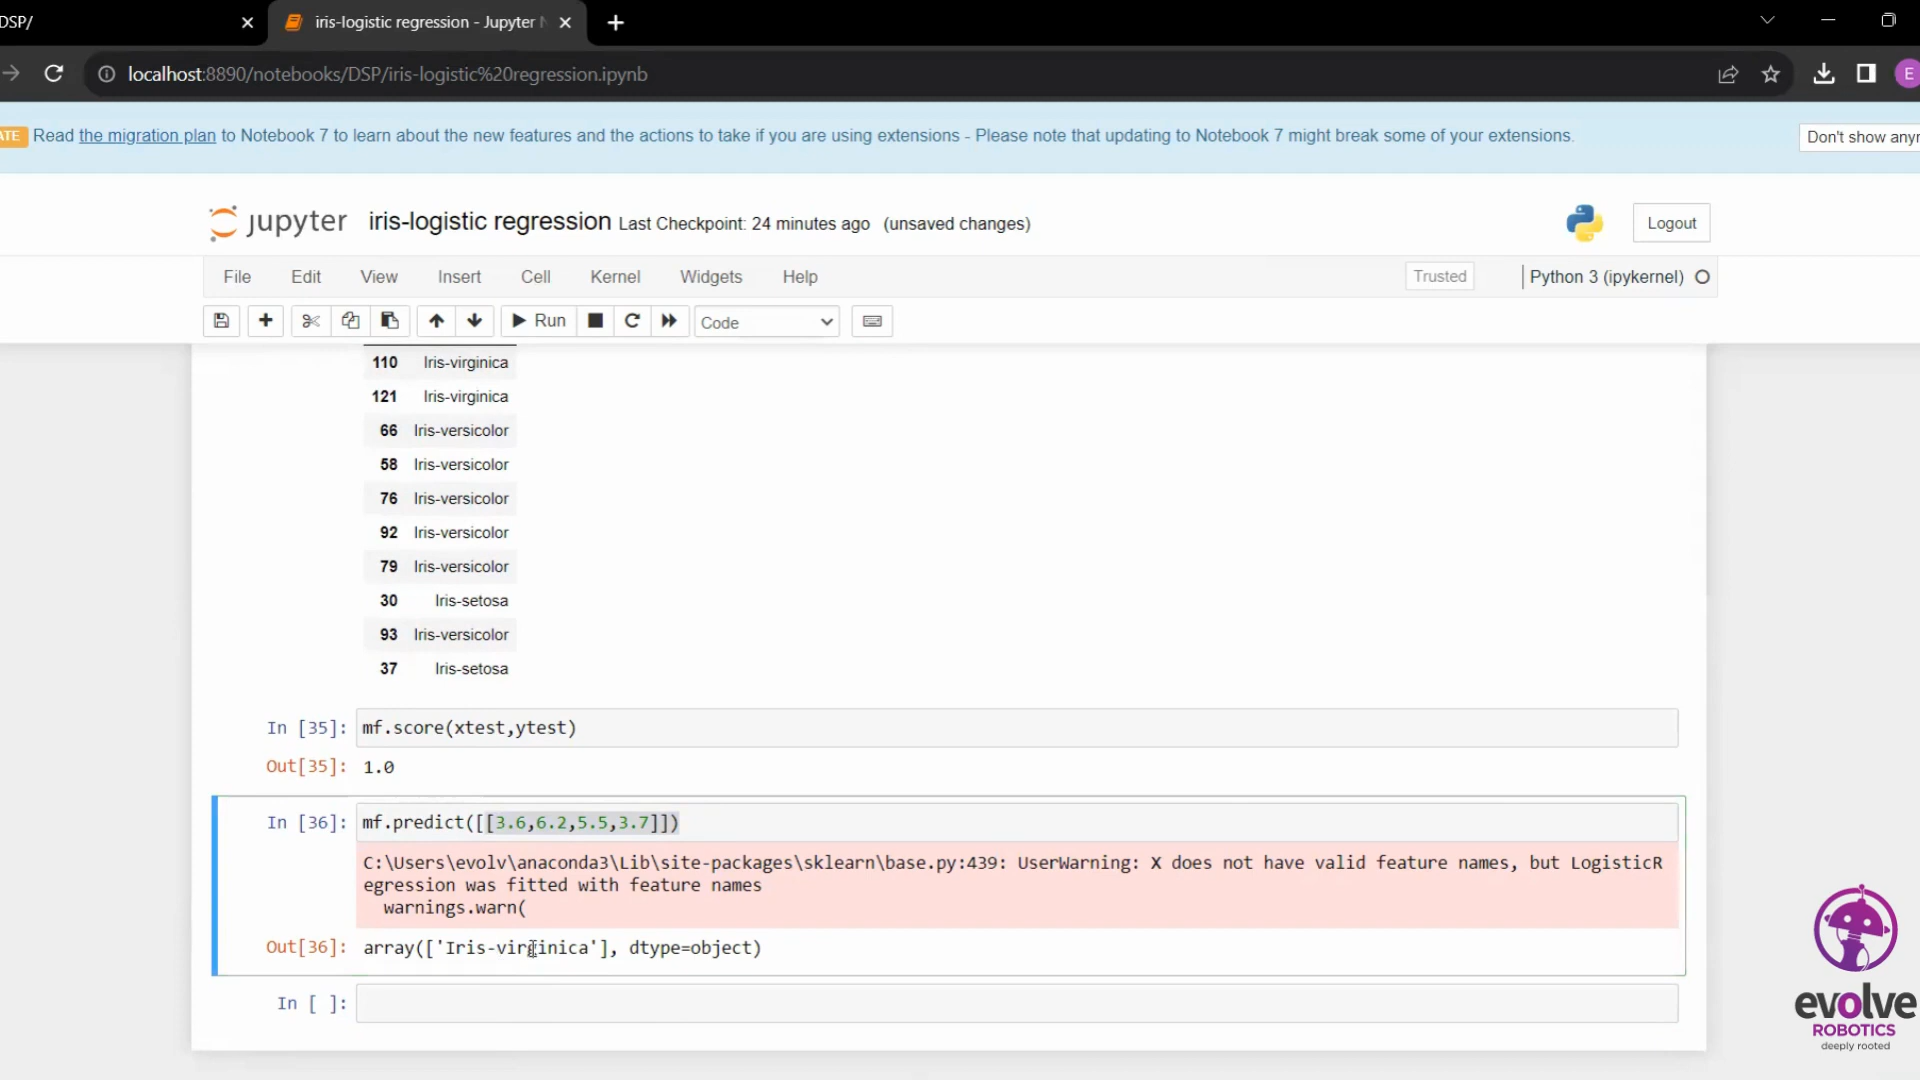 DSP/
iris-logistic regression - Jupyter N
localhost:8890/notebooks/DSP/iris-logistic%20regression.ipynb
E
ATE Read the migration plan to Notebook 7 to learn about the new features and the actions to take if you are using extensions - Please note that updating to Notebook 7 might break some of your extensions.
Don't show anym
jupyter iris-logistic regression Last Checkpoint: 24 minutes ago (unsaved changes)
Logout
File Edit View Insert Cell Kernel Widgets Help
Trusted Python 3 (ipykernel)
Run Code
110 Iris-virginica
121 Iris-virginica
66 Iris-versicolor
58 Iris-versicolor
76 Iris-versicolor
92 Iris-versicolor
79 Iris-versicolor
30 Iris-setosa
93 Iris-versicolor
37 Iris-setosa
In [35]: mf.score(xtest,ytest)
Out[35]: 1.0
In [36]: mf.predict([[3.6,6.2,5.5,3.7]])
C:\Users\evolv\anaconda3\Lib\site-packages\sklearn\base.py:439: UserWarning: X does not have valid feature names, but LogisticR
egression was fitted with feature names
warnings.warn(
Out[36]: array(['Iris-virginica'], dtype=object)
In [ ]:
evolve
ROBOTICS
deeply rooted